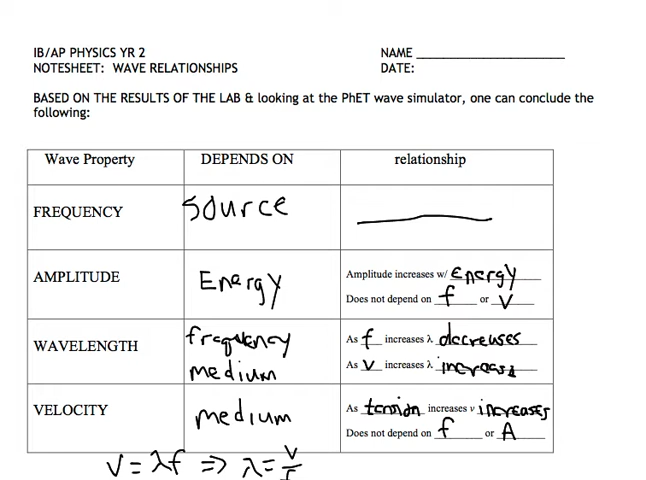 IB/AP PHYSICS YR 2 NAME
NOTESHEET: WAVE RELATIONSHIPS DATE:
BASED ON THE RESULTS OF THE LAB & looking at the PhET wave simulator, one can conclude the
following:
Wave Property DEPENDS ON relationship
FREQUENCY source
AMPLITUDE Energy
Amplitude increases w/ Energy
Does not depend on f or v
WAVELENGTH frequency
medium
As f increases λ decreases
As v increases λ increases
VELOCITY medium
As tension increases v increases
Does not depend on f or A
v = λf ⇒ λ = v/f